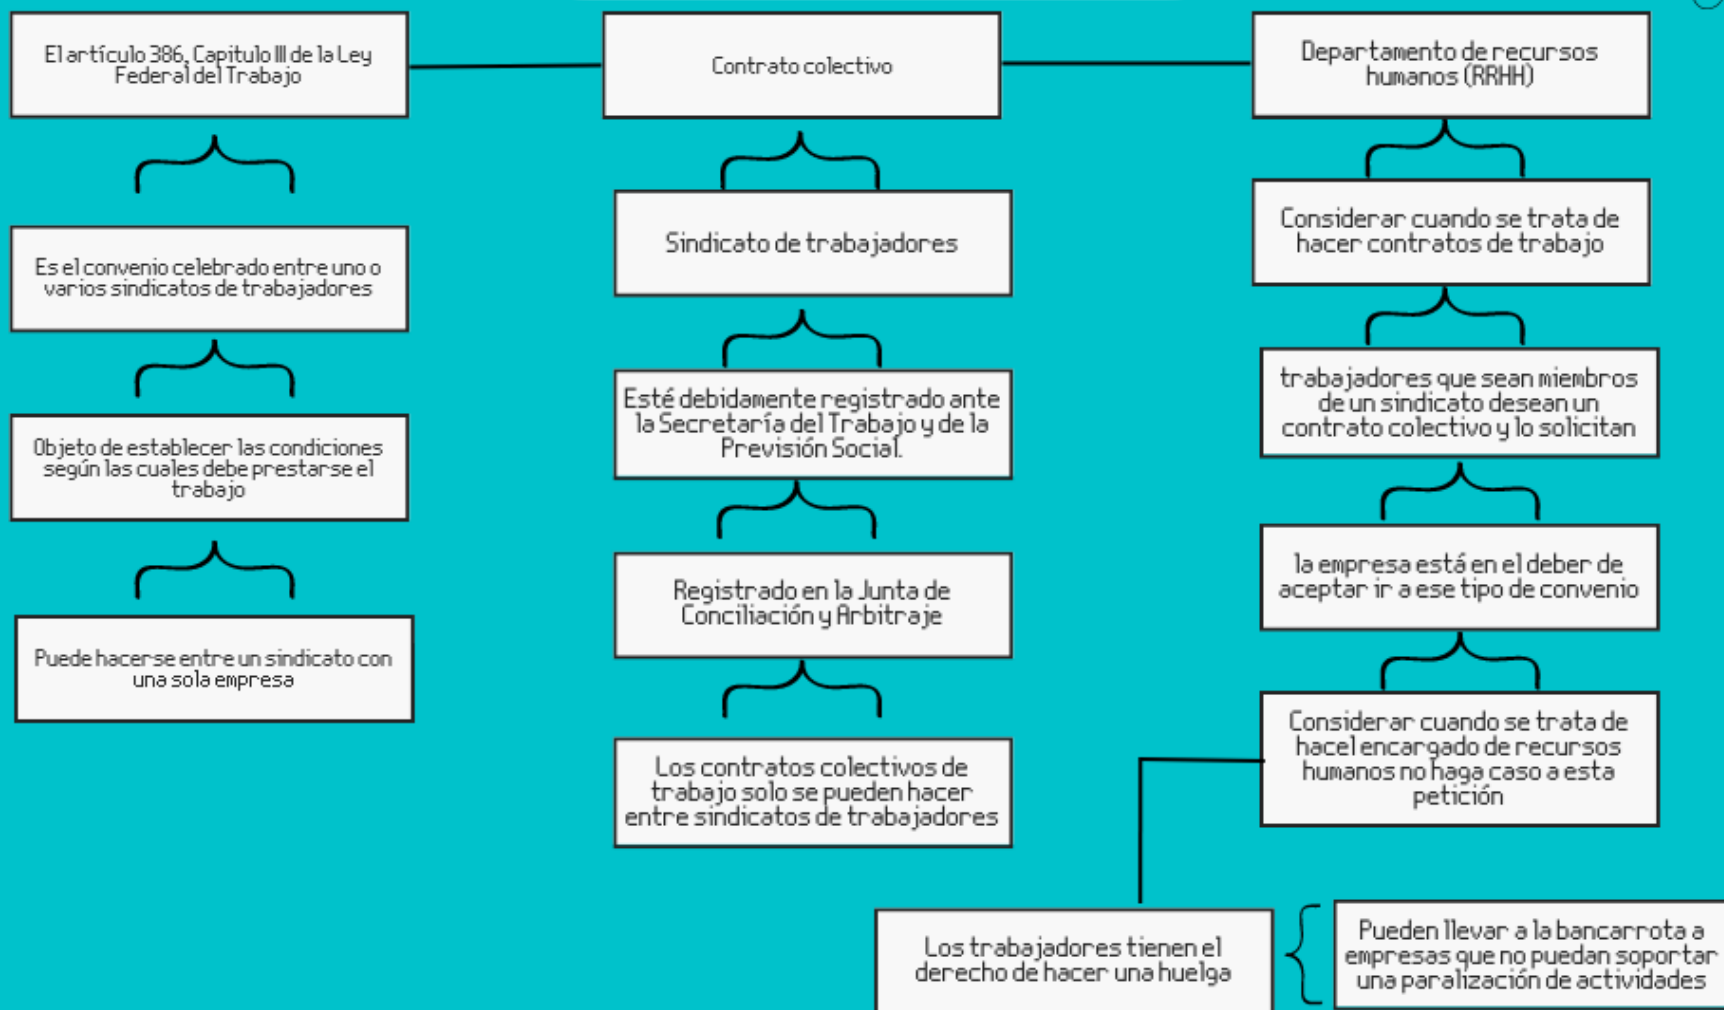 El artículo 386, Capitulo III de la Ley
Federal del Trabajo
Contrato colectivo
Departamento de recursos
humanos (RRHH)
Es el convenio celebrado entre uno o
varios sindicatos de trabajadores
Objeto de establecer las condiciones
según las cuales debe prestarse el
trabajo
Puede hacerse entre un sindicato con
una sola empresa
Sindicato de trabajadores
Esté debidamente registrado ante
la Secretaría del Trabajo y de la
Previsión Social.
Registrado en la Junta de
Conciliación y Arbitraje
Los contratos colectivos de
trabajo solo se pueden hacer
entre sindicatos de trabajadores
Considerar cuando se trata de
hacer contratos de trabajo
trabajadores que sean miembros
de un sindicato desean un
contrato colectivo y lo solicitan
la empresa está en el deber de
aceptar ir a ese tipo de convenio
Considerar cuando se trata de
hacel encargado de recursos
humanos no haga caso a esta
petición
Los trabajadores tienen el
derecho de hacer una huelga
Pueden llevar a la bancarrota a
empresas que no puedan soportar
una paralización de actividades